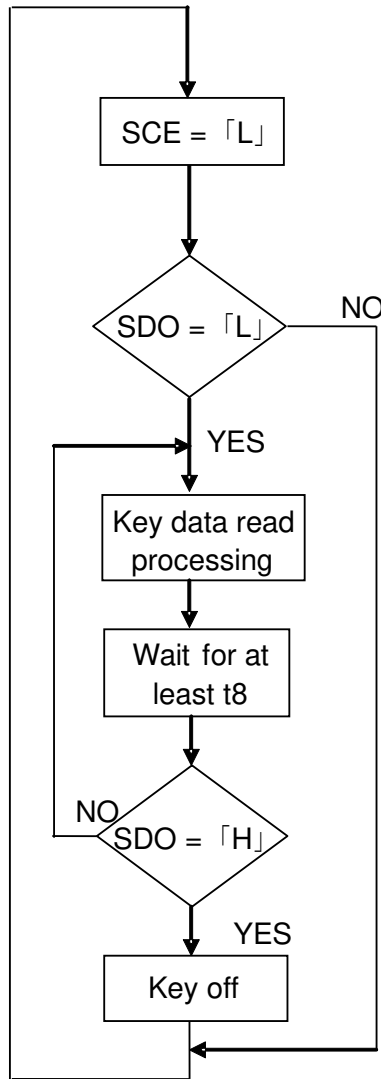 SCE = 「L」
SDO = 「L」
NO
YES
Key data read
processing
Wait for at
least t8
NO
SDO = 「H」
YES
Key off